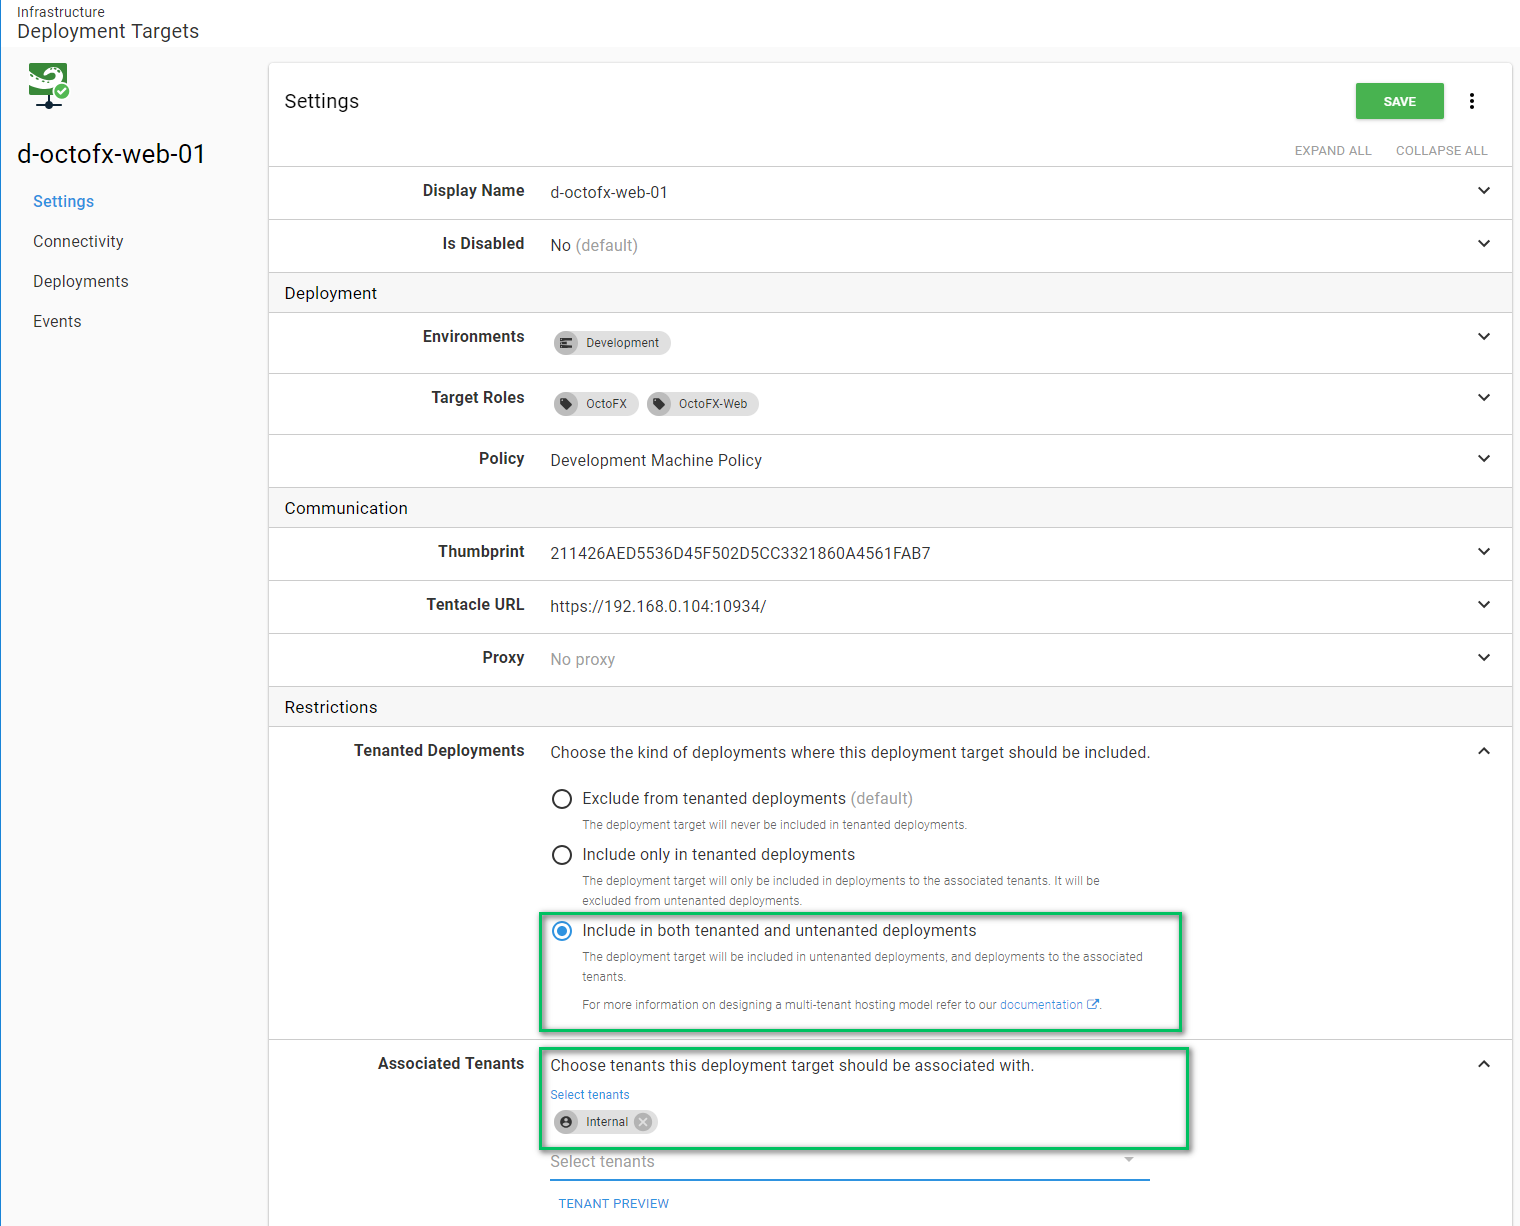 Infrastructure
Deployment Targets
d-octofx-web-01
Settings
Connectivity
Deployments
Events
Settings
SAVE
EXPAND ALL COLLAPSE ALL
Display Name d-octofx-web-01
Is Disabled No (default)
Deployment
Environments Development
Target Roles OctoFX OctoFX-Web
Policy Development Machine Policy
Communication
Thumbprint 211426AED5536D45F502D5CC3321860A4561FAB7
Tentacle URL https://192.168.0.104:10934/
Proxy No proxy
Restrictions
Tenanted Deployments Choose the kind of deployments where this deployment target should be included.
Exclude from tenanted deployments (default)
The deployment target will never be included in tenanted deployments.
Include only in tenanted deployments
The deployment target will only be included in deployments to the associated tenants. It will be
excluded from untenanted deployments.
Include in both tenanted and untenanted deployments
The deployment target will be included in untenanted deployments, and deployments to the associated
tenants.
For more information on designing a multi-tenant hosting model refer to our documentation.
Associated Tenants Choose tenants this deployment target should be associated with.
Select tenants
Internal
Select tenants
TENANT PREVIEW